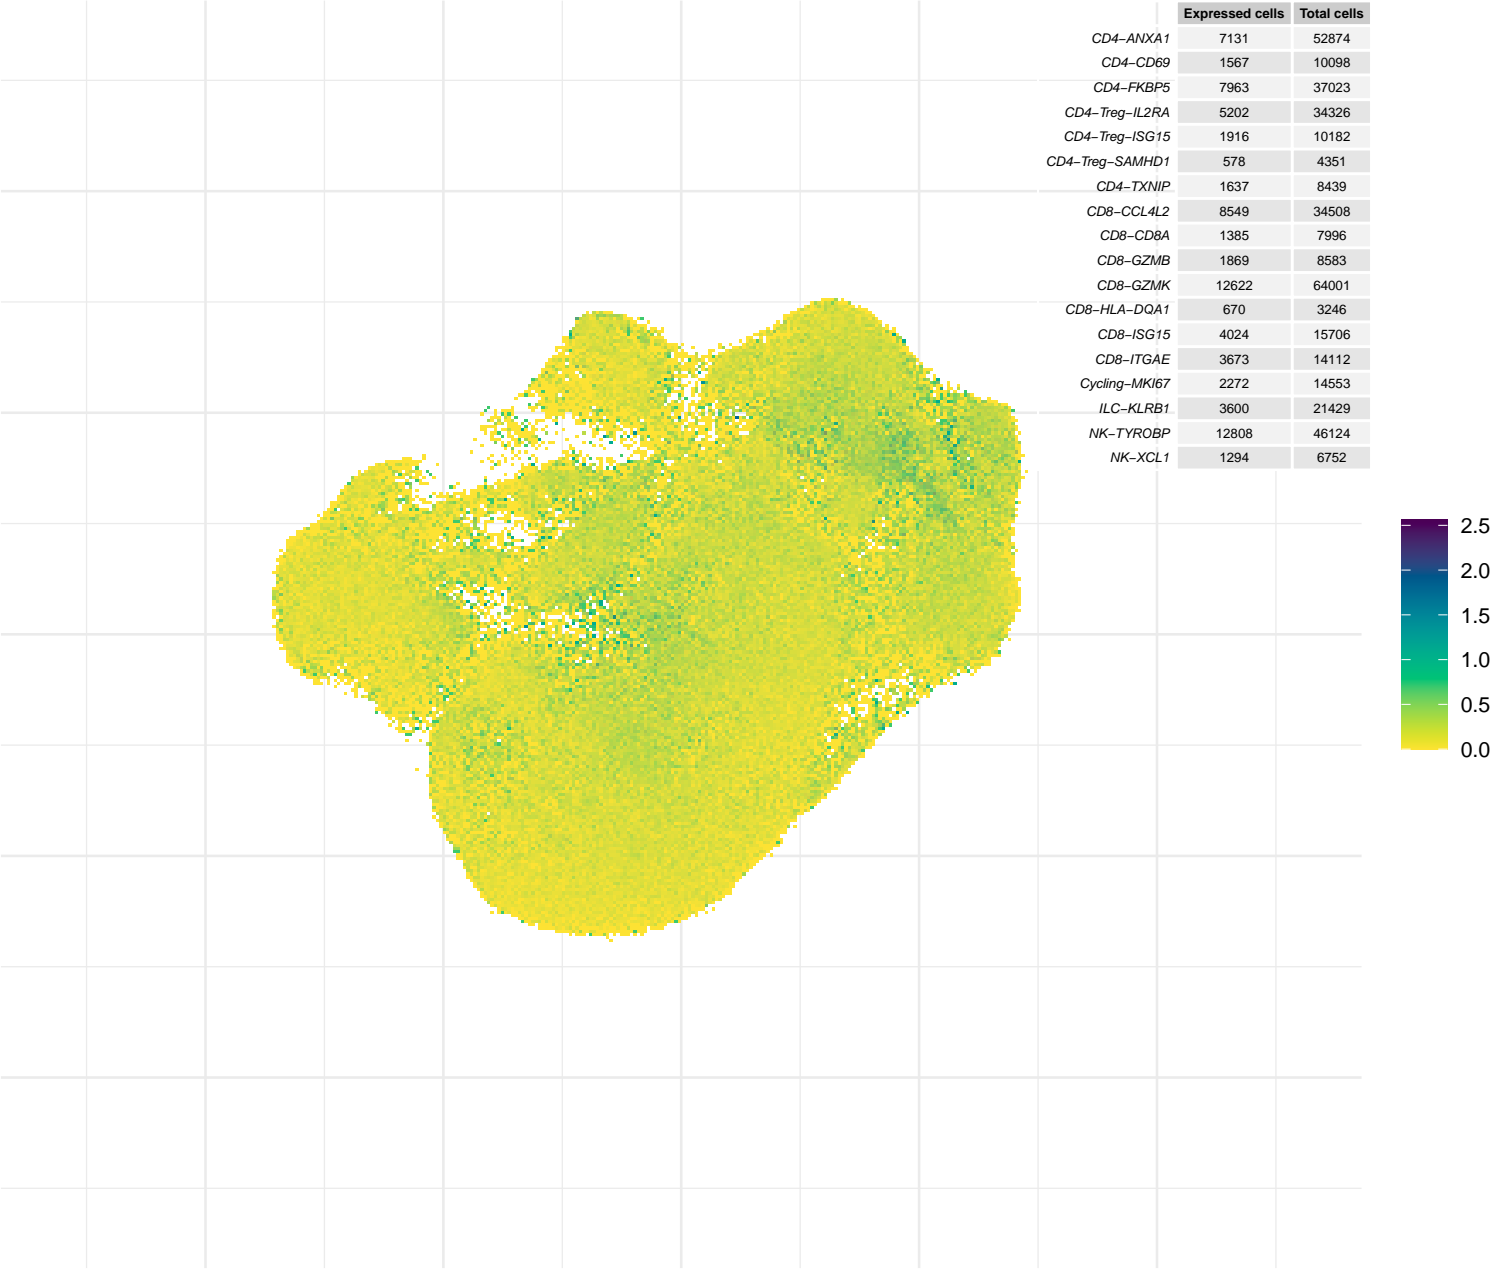 Expressed cells Total cells
CD4−ANXA1 7131 52874
CD4−CD69 1567 10098
CD4−FKBP5 7963 37023
CD4−Treg−IL2RA 5202 34326
CD4−Treg−ISG15 1916 10182
CD4−Treg−SAMHD1 578 4351
CD4−TXNIP 1637 8439
CD8−CCL4L2 8549 34508
CD8−CD8A 1385 7996
CD8−GZMB 1869 8583
CD8−GZMK 12622 64001
CD8−HLA−DQA1 670 3246
CD8−ISG15 4024 15706
CD8−ITGAE 3673 14112
Cycling−MKI67 2272 14553
ILC−KLRB1 3600 21429
NK−TYROBP 12808 46124
NK−XCL1 1294 6752
2.5
2.0
1.5
1.0
0.5
0.0